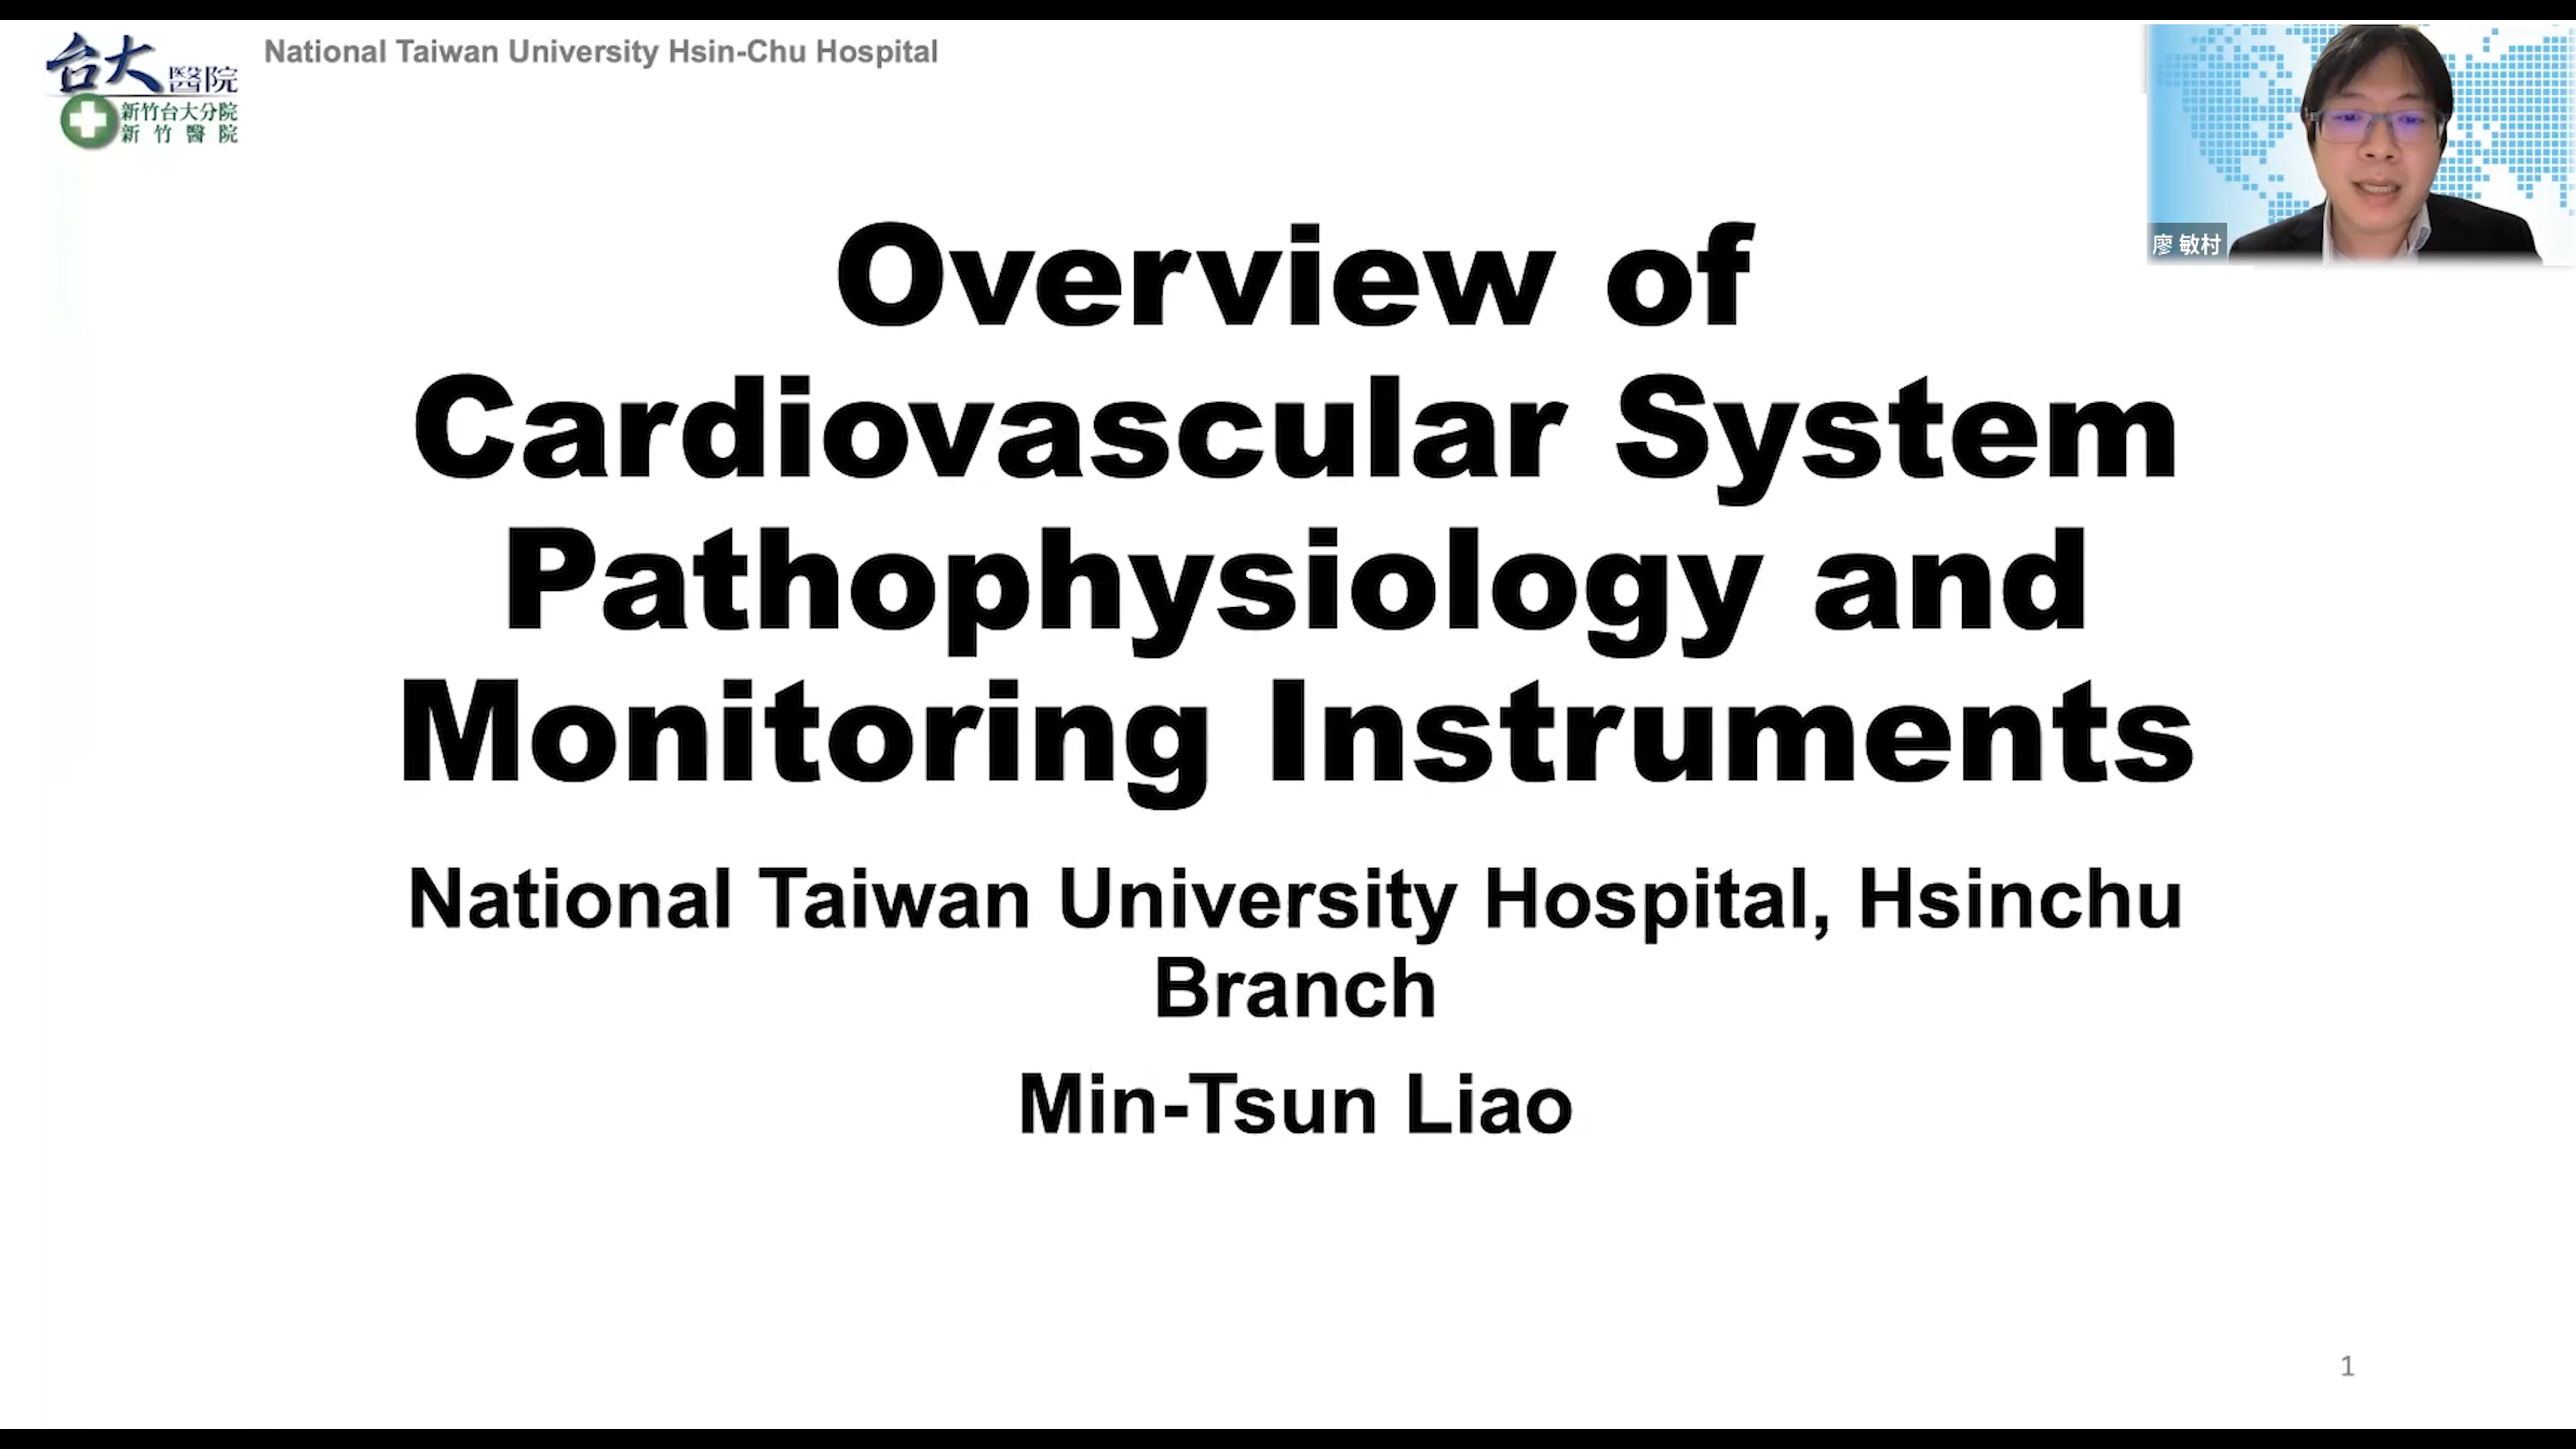 台大醫院
新竹台大分院
新竹醫院
National Taiwan University Hsin-Chu Hospital
廖 敏村
Overview of
Cardiovascular System
Pathophysiology and
Monitoring Instruments
National Taiwan University Hospital, Hsinchu
Branch
Min-Tsun Liao
1